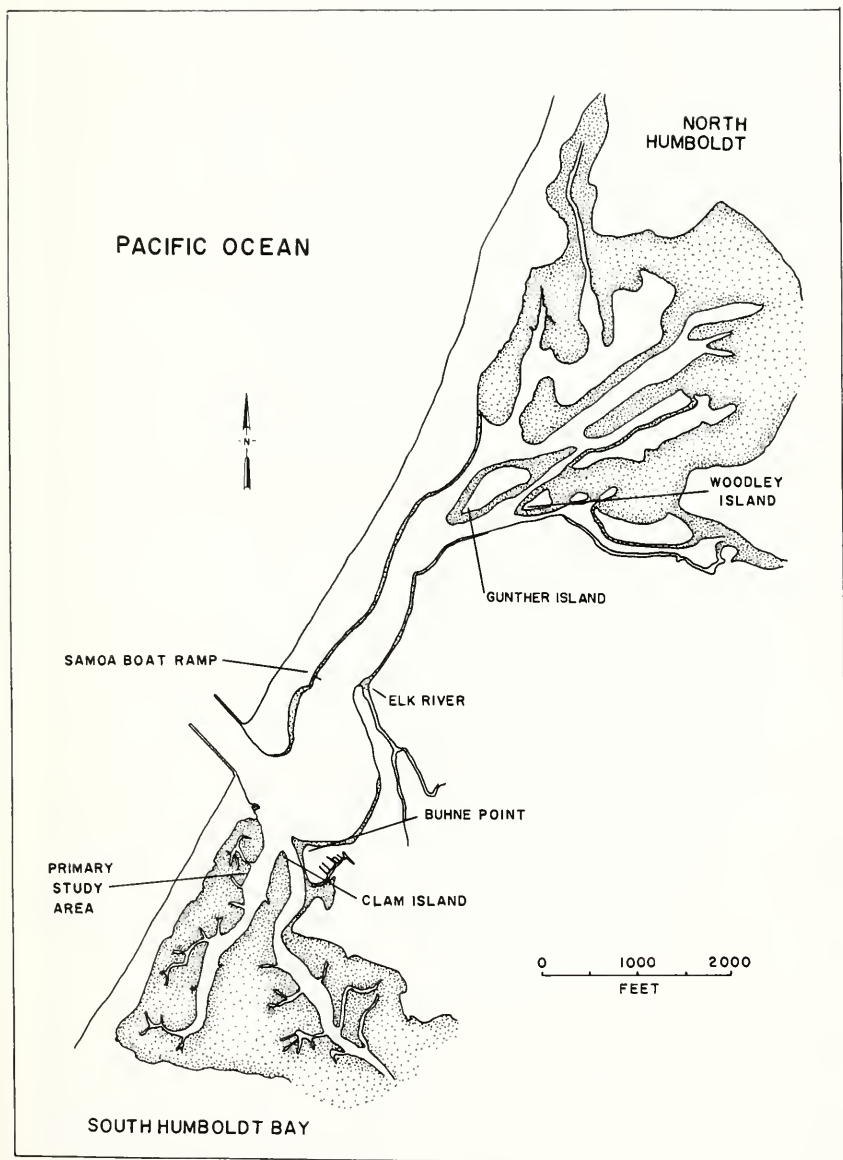 NORTH
HUMBOLDT
PACIFIC OCEAN
-N-
WOODLEY
ISLAND
GUNTHER ISLAND
SAMOA BOAT RAMP
ELK RIVER
BUHNE POINT
PRIMARY
STUDY
AREA
CLAM ISLAND
0 1000 2000
FEET
SOUTH HUMBOLDT BAY